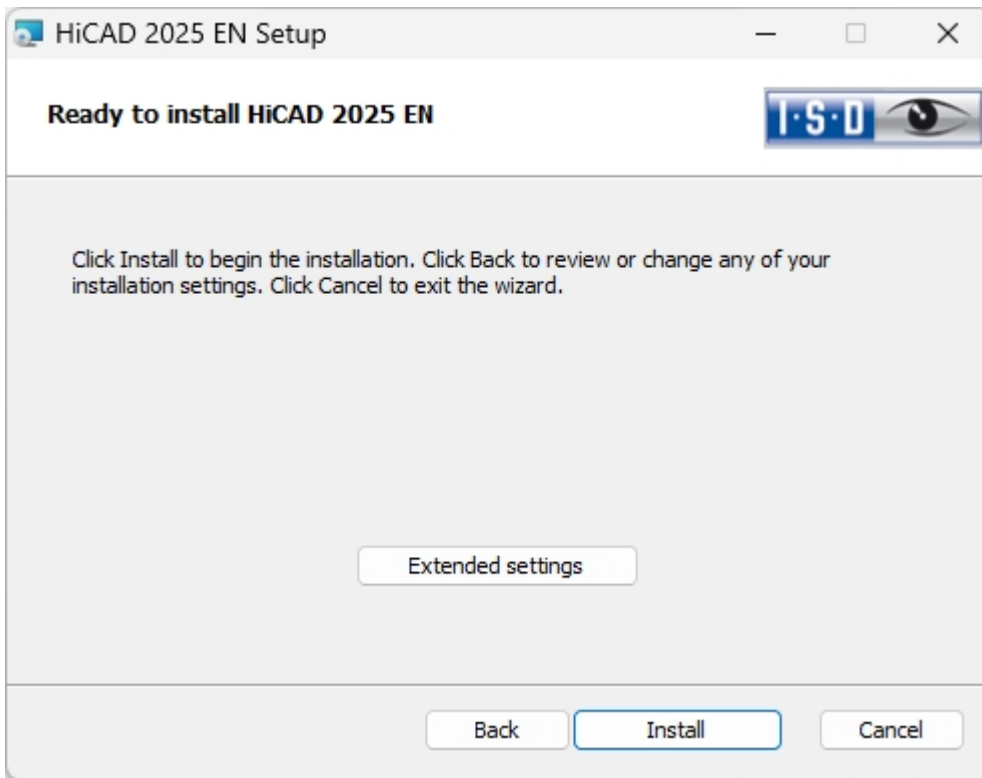 HiCAD 2025 EN Setup
Ready to install HiCAD 2025 EN
I·S·D
Click Install to begin the installation. Click Back to review or change any of your
installation settings. Click Cancel to exit the wizard.
Extended settings
Back
Install
Cancel